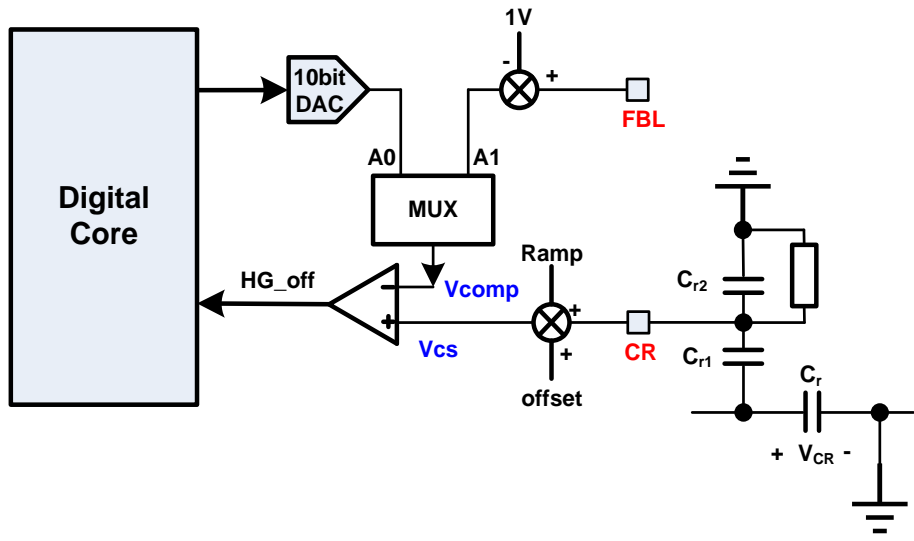 1V
10bit
DAC
-
+
FBL
A0
A1
Digital
Core
MUX
Ramp
HG_off
Vcomp
Cr2
+
Vcs
+
CR
Cr1
offset
Cr
+ VCR -